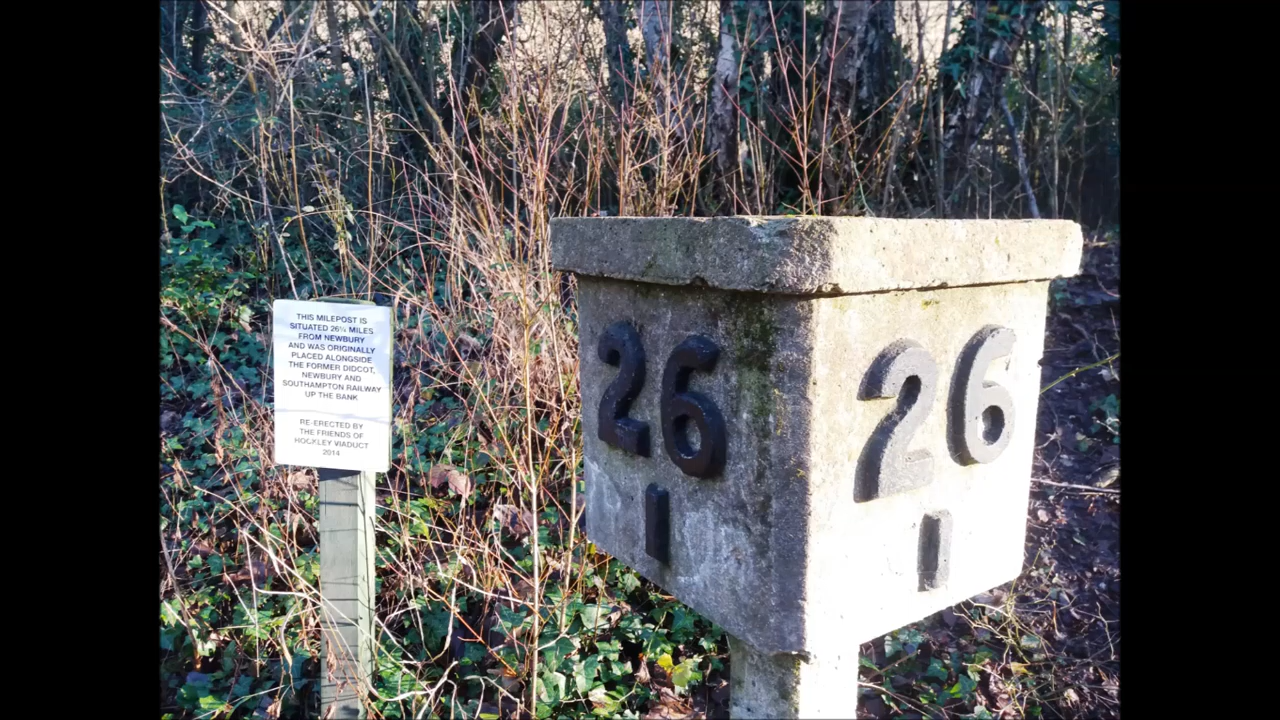 THIS MILEPOST IS
SITUATED 26¼ MILES
FROM NEWBURY
AND WAS ORIGINALLY
PLACED ALONGSIDE
THE FORMER DIDCOT,
NEWBURY AND
SOUTHAMPTON RAILWAY
UP THE BANK
RE-ERECTED BY
THE FRIENDS OF
HOCKLEY VIADUCT
2014
26
I
26
I